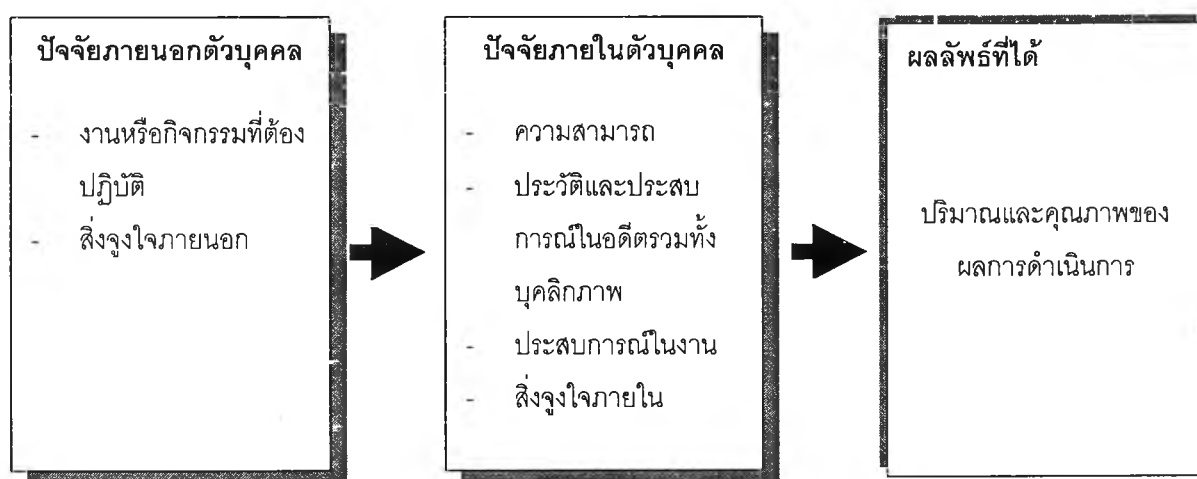 ปัจจัยภายนอกตัวบุคคล
- งานหรือกิจกรรมที่ต้อง
ปฏิบัติ
- สิ่งจูงใจภายนอก
ปัจจัยภายในตัวบุคคล
- ความสามารถ
- ประวัติและประสบ
การณ์ในอดีตรวมทั้ง
บุคลิกภาพ
- ประสบการณ์ในงาน
- สิ่งจูงใจภายใน
ผลลัพธ์ที่ได้
ปริมาณและคุณภาพของ
ผลการดำเนินการ